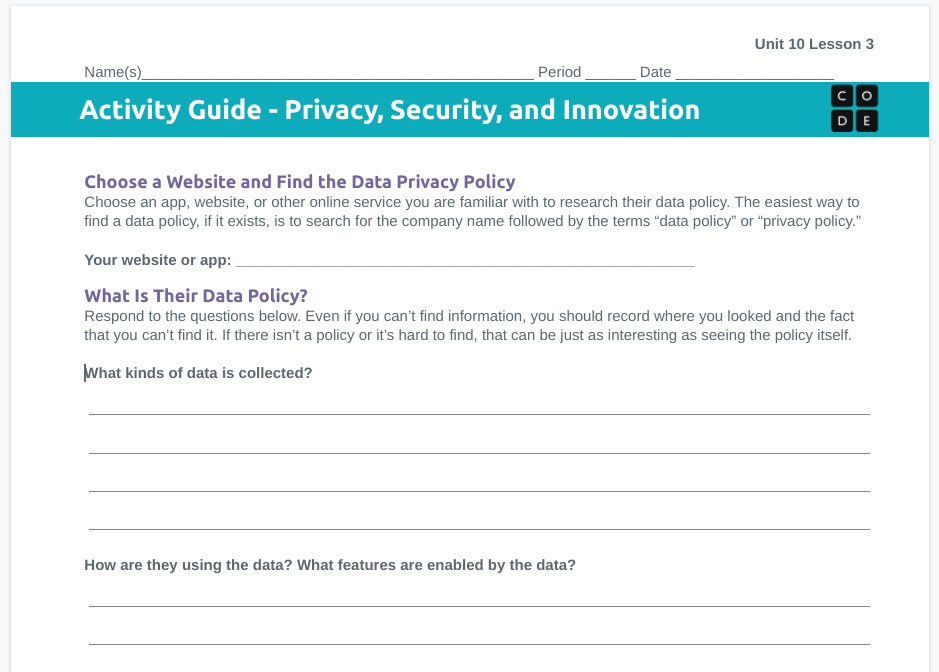 Unit 10 Lesson 3
Name(s)______________________________________________ Period ______ Date ___________________
Activity Guide - Privacy, Security, and Innovation
C O
D E
Choose a Website and Find the Data Privacy Policy
Choose an app, website, or other online service you are familiar with to research their data policy. The easiest way to
find a data policy, if it exists, is to search for the company name followed by the terms “data policy” or “privacy policy.”
Your website or app: _______________________________________________________
What Is Their Data Policy?
Respond to the questions below. Even if you can’t find information, you should record where you looked and the fact
that you can’t find it. If there isn’t a policy or it’s hard to find, that can be just as interesting as seeing the policy itself.
What kinds of data is collected?
How are they using the data? What features are enabled by the data?